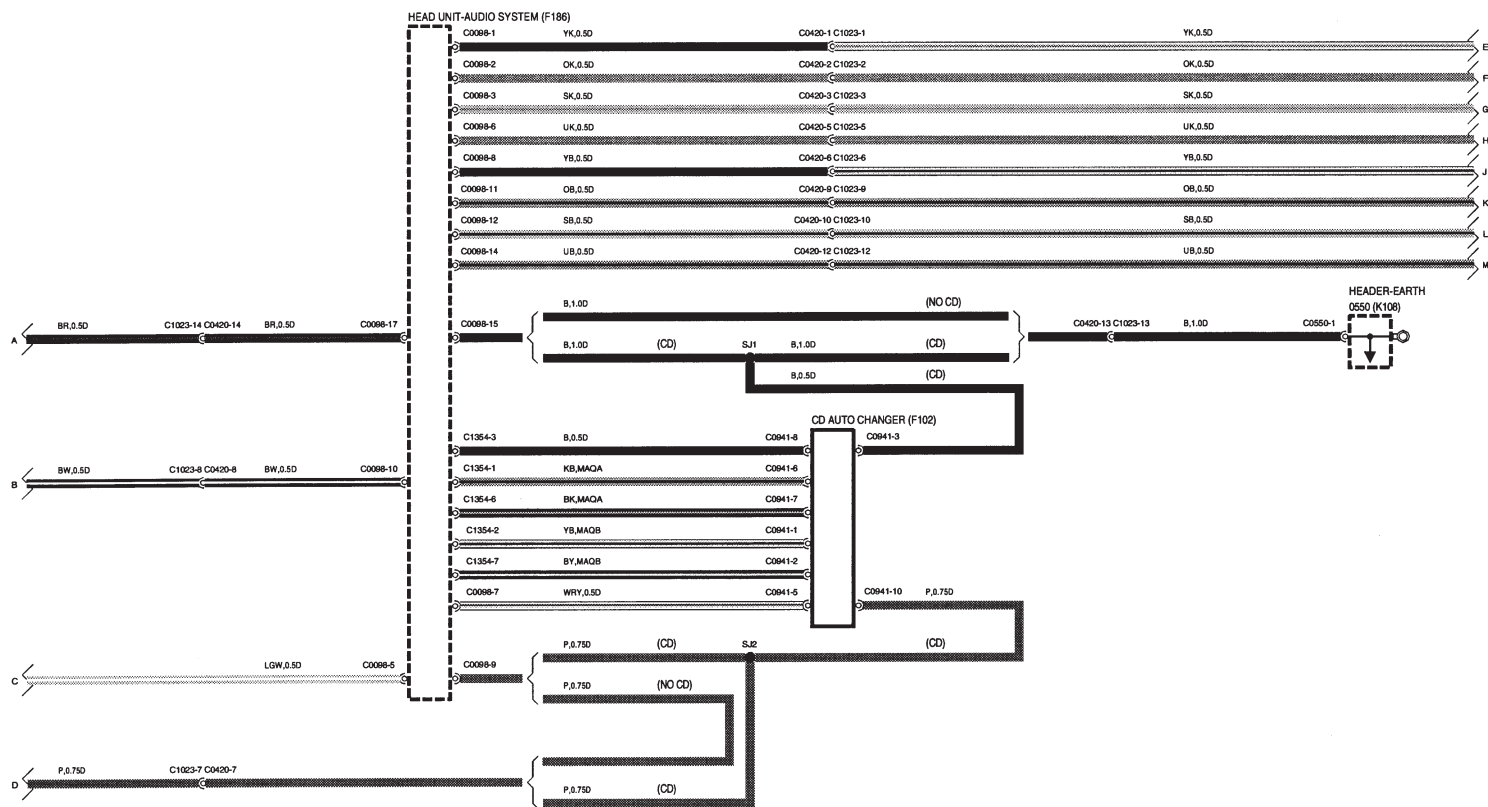 HEAD UNIT-AUDIO SYSTEM (F186)
C0098-1 YK,0.5D C0420-1 C1023-1 YK,0.5D E
C0098-2 OK,0.5D C0420-2 C1023-2 OK,0.5D F
C0098-3 SK,0.5D C0420-3 C1023-3 SK,0.5D G
C0098-6 UK,0.5D C0420-5 C1023-5 UK,0.5D H
C0098-8 YB,0.5D C0420-6 C1023-6 YB,0.5D J
C0098-11 OB,0.5D C0420-9 C1023-9 OB,0.5D K
C0098-12 SB,0.5D C0420-10 C1023-10 SB,0.5D L
C0098-14 UB,0.5D C0420-12 C1023-12 UB,0.5D M
HEADER-EARTH
0550 (K108)
B,1.0D (NO CD)
A BR,0.5D C1023-14 C0420-14 BR,0.5D C0098-17 C0098-15 C0420-13 C1023-13 B,1.0D C0550-1
B,1.0D (CD) SJ1 B,1.0D (CD)
B,0.5D (CD)
CD AUTO CHANGER (F102)
C1354-3 B,0.5D C0941-8 C0941-3
B BW,0.5D C1023-8 C0420-8 BW,0.5D C0098-10
C1354-1 KB,MAQA C0941-6
C1354-6 BK,MAQA C0941-7
C1354-2 YB,MAQB C0941-1
C1354-7 BY,MAQB C0941-2
C0098-7 WRY,0.5D C0941-5 C0941-10 P,0.75D
P,0.75D (CD) SJ2 (CD)
C LGW,0.5D C0098-5 C0098-9
P,0.75D (NO CD)
D P,0.75D C1023-7 C0420-7
P,0.75D (CD)